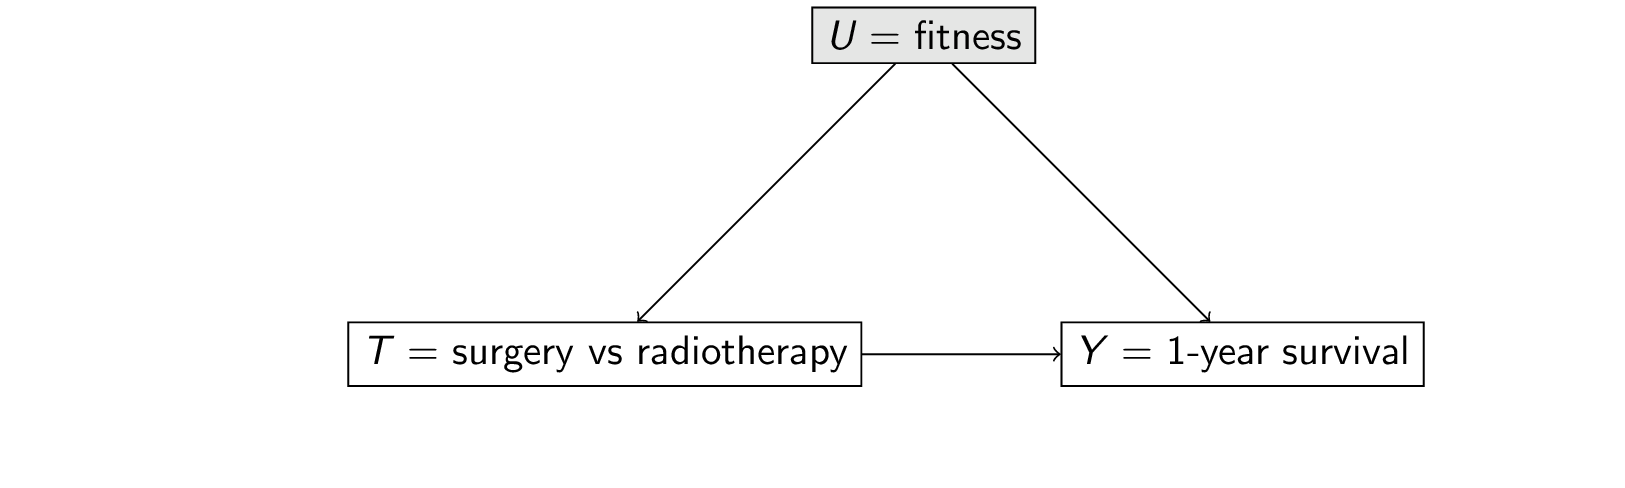 U = fitness
T = surgery vs radiotherapy
Y = 1-year survival